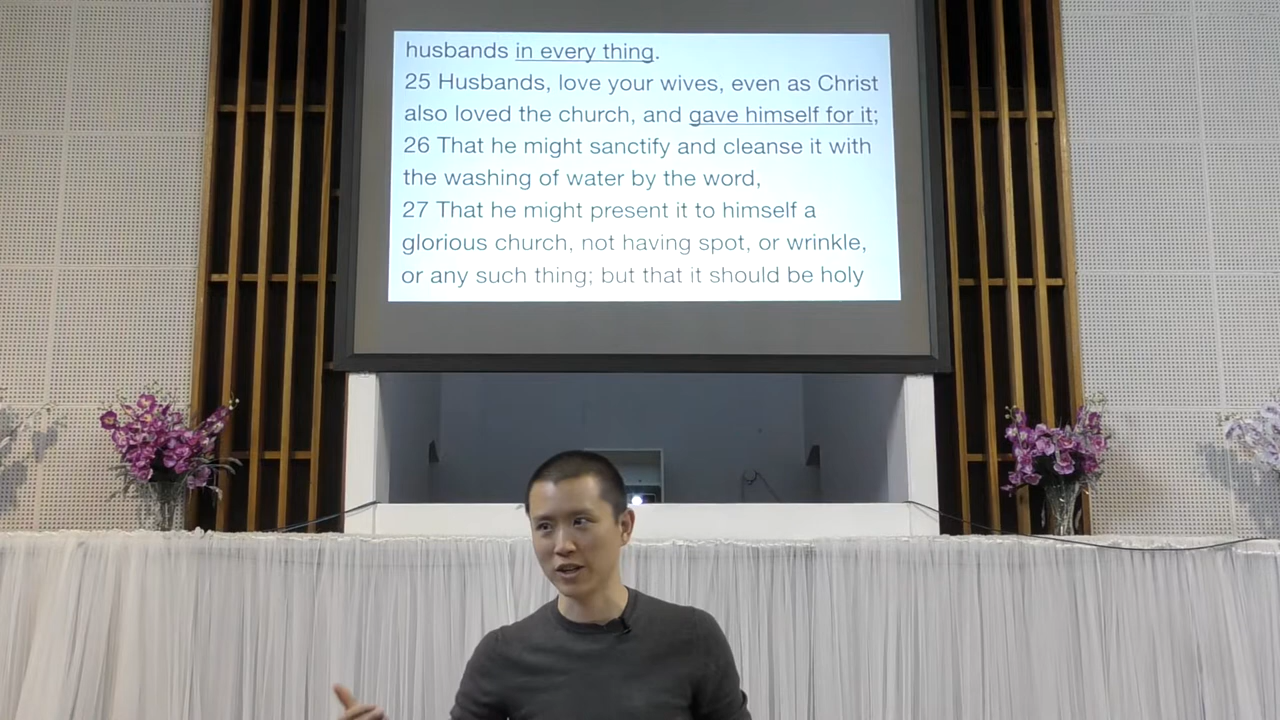 husbands in every thing.
25 Husbands, love your wives, even as Christ
also loved the church, and gave himself for it;
26 That he might sanctify and cleanse it with
the washing of water by the word,
27 That he might present it to himself a
glorious church, not having spot, or wrinkle,
or any such thing; but that it should be holy